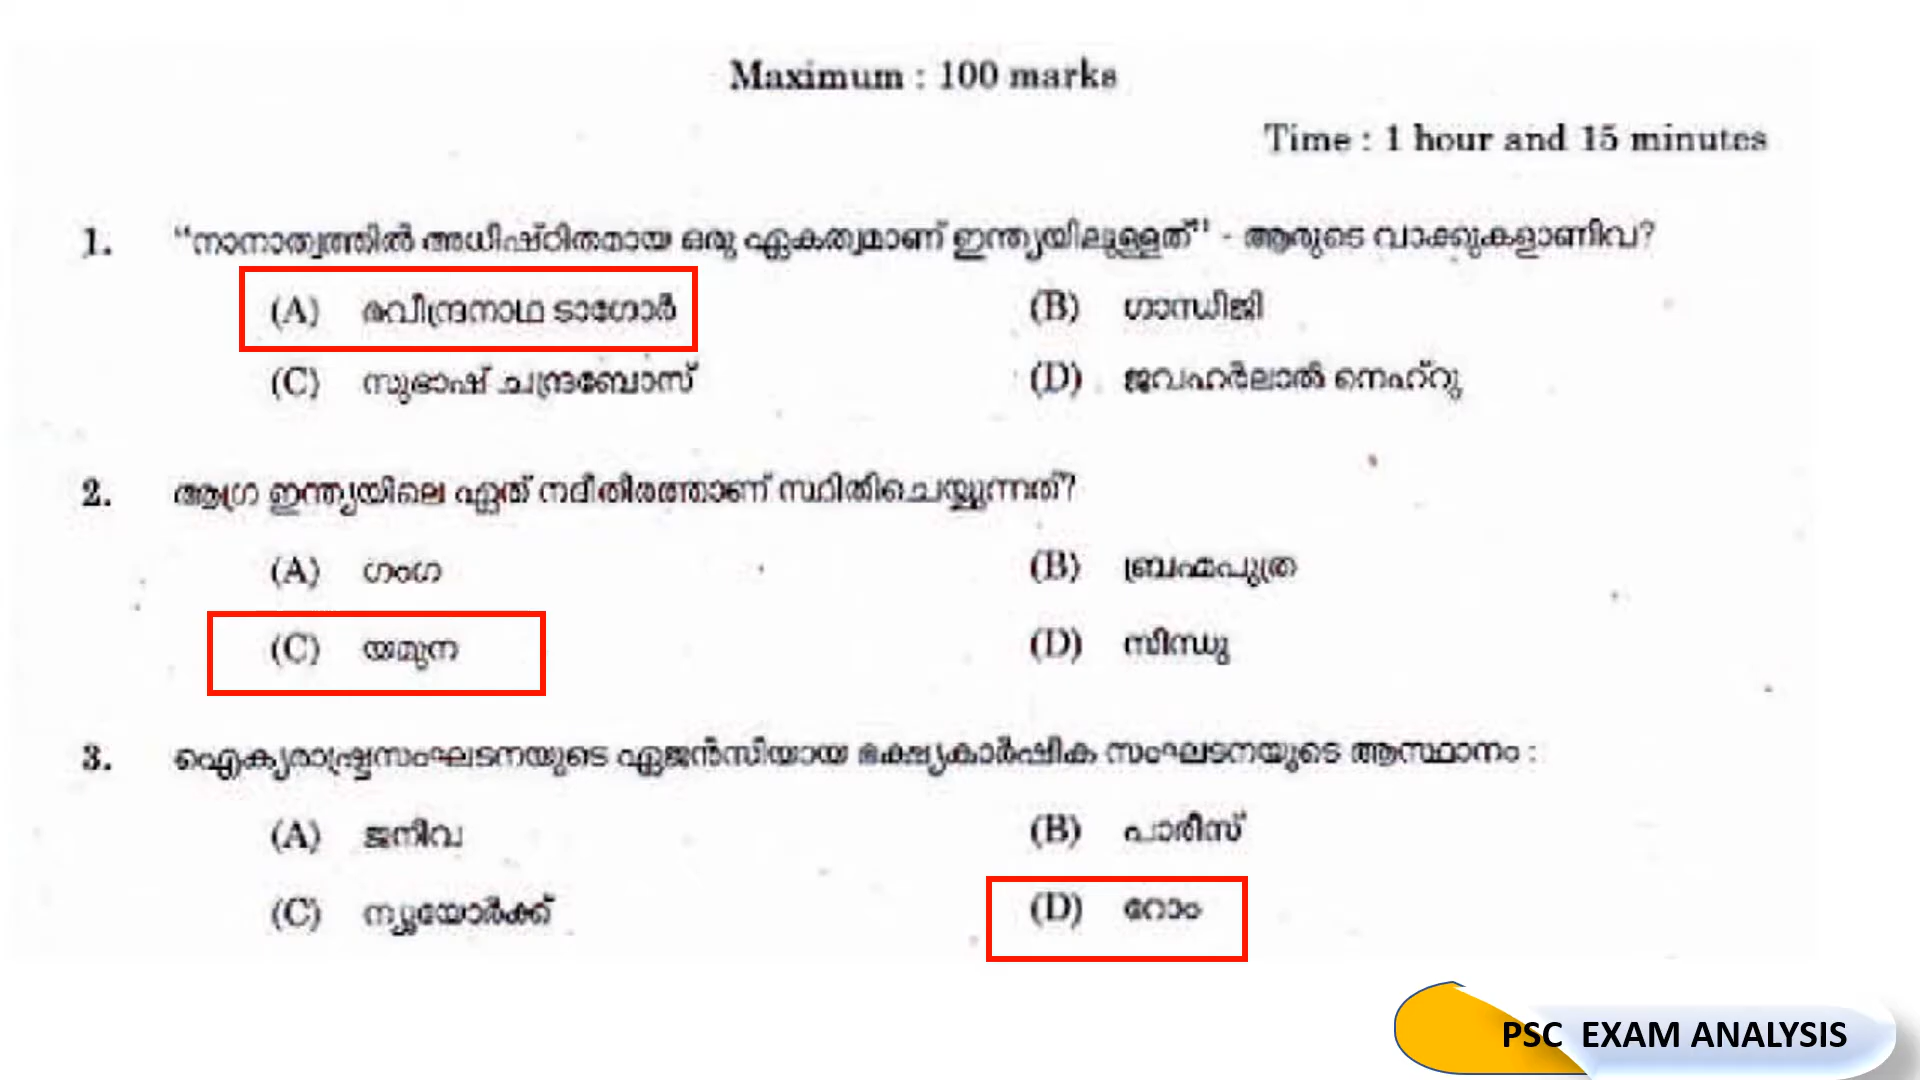 Maximum : 100 marks
Time : 1 hour and 15 minutes
1. “നാനാത്വത്തിൽ അധിഷ്ഠിതമായ ഒരു ഏകത്വമാണ് ഇന്ത്യയിലുള്ളത്” - ആരുടെ വാക്കുകളാണിവ?
(A) രവീന്ദ്രനാഥ ടാഗോർ (B) ഗാന്ധിജി
(C) സുഭാഷ് ചന്ദ്രബോസ് (D) ജവഹർലാൽ നെഹ്റു
2. ആഗ്ര ഇന്ത്യയിലെ ഏത് നദീതീരത്താണ് സ്ഥിതിചെയ്യുന്നത്?
(A) ഗംഗ (B) ബ്രഹ്മപുത്ര
(C) യമുന (D) സിന്ധു
3. ഐക്യരാഷ്ട്രസംഘടനയുടെ ഏജൻസിയായ ഭക്ഷ്യകാർഷിക സംഘടനയുടെ ആസ്ഥാനം :
(A) ജനീവ (B) പാരീസ്
(C) ന്യൂയോർക്ക് (D) റോം
PSC EXAM ANALYSIS